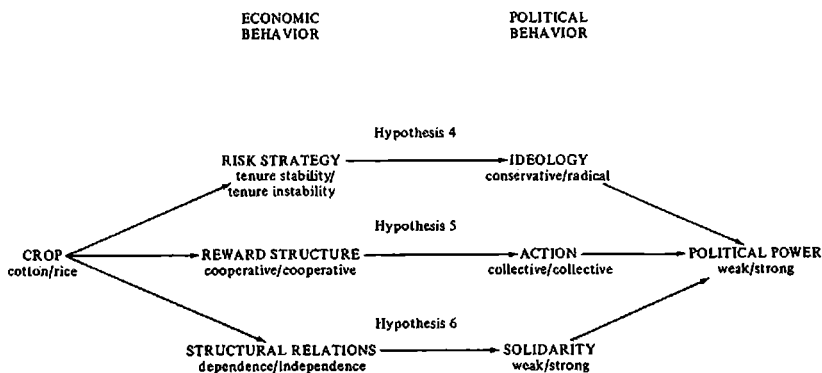 ECONOMIC
BEHAVIOR
POLITICAL
BEHAVIOR
Hypothesis 4
RISK STRATEGY
tenure stability/
tenure instability
IDEOLOGY
conservative/radical
Hypothesis 5
CROP
cotton/rice
REWARD STRUCTURE
cooperative/cooperative
ACTION
collective/collective
POLITICAL POWER
weak/strong
Hypothesis 6
STRUCTURAL RELATIONS
dependence/independence
SOLIDARITY
weak/strong